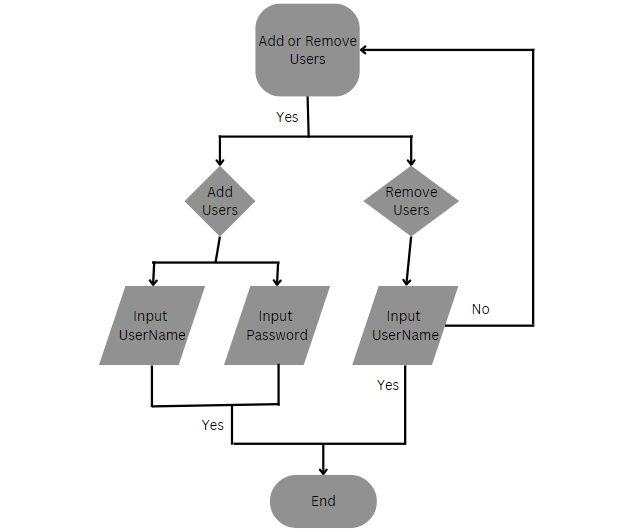 Add or Remove
Users
Yes
Add
Users
Remove
Users
Input
UserName
Input
Password
Input
UserName
No
Yes
Yes
End